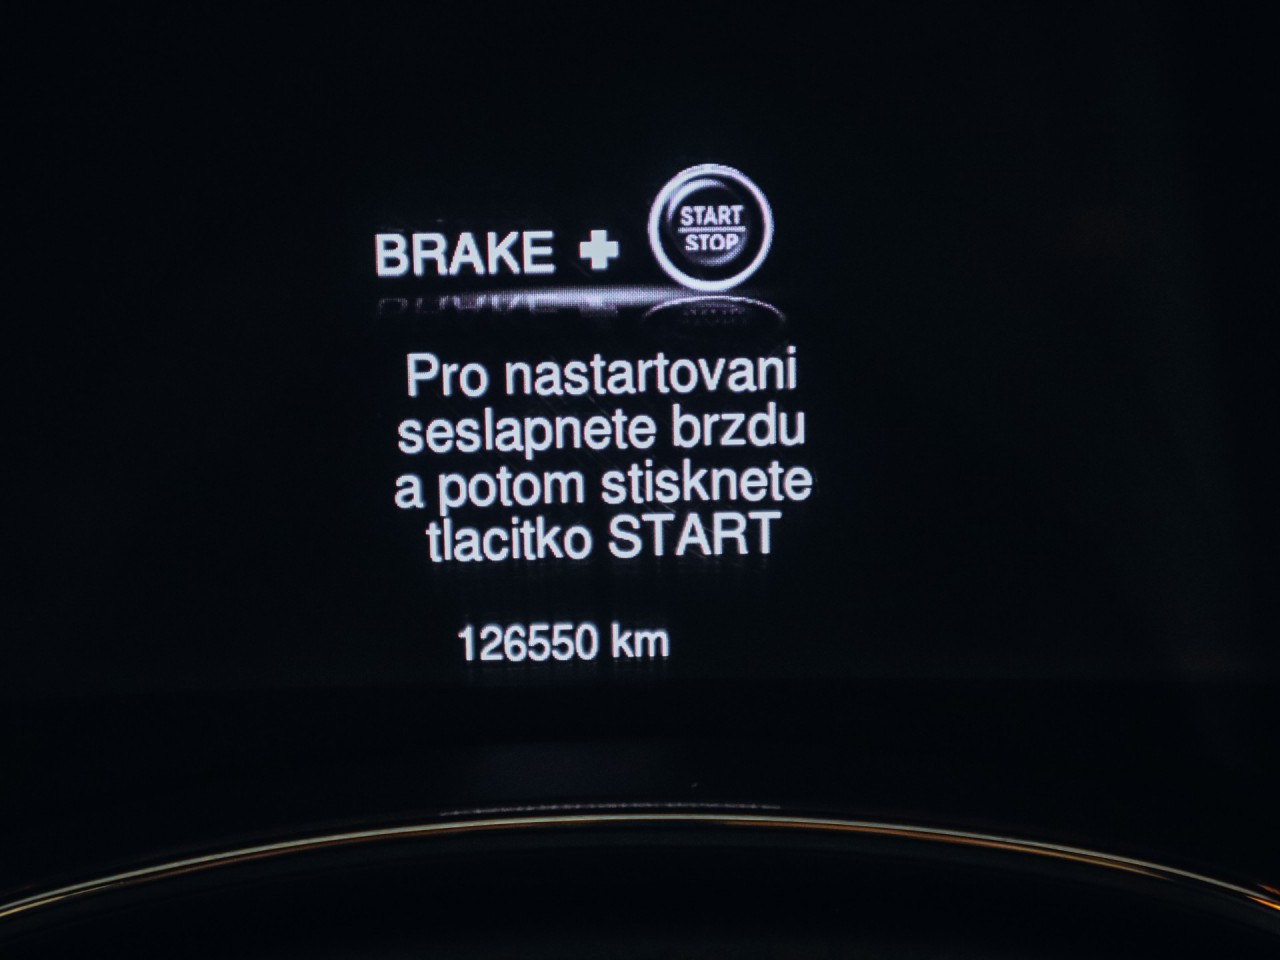 BRAKE +
START
STOP
Pro nastartovani
seslapnete brzdu
a potom stisknete
tlacitko START
126550 km